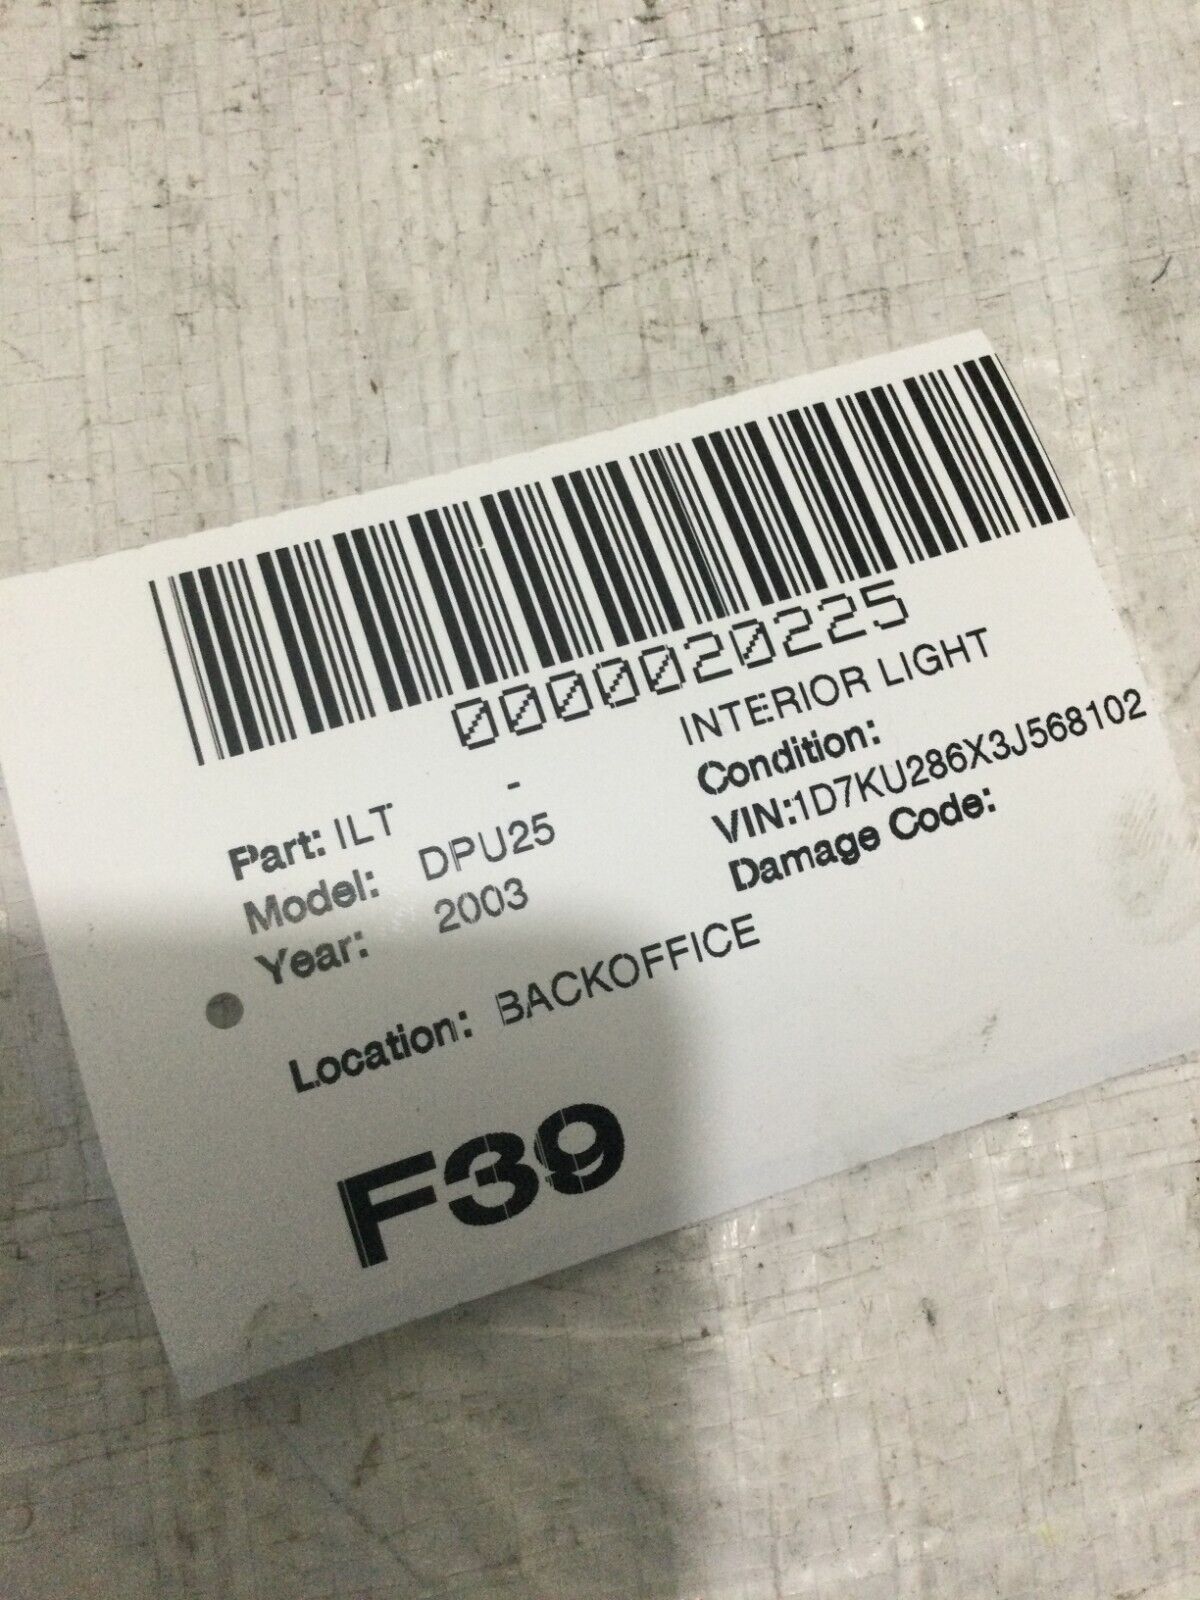 0000020225
Part: ILT - INTERIOR LIGHT
Model: DPU25 Condition:
Year: 2003 VIN:1D7KU286X3J568102
Damage Code:
Location: BACKOFFICE
F39